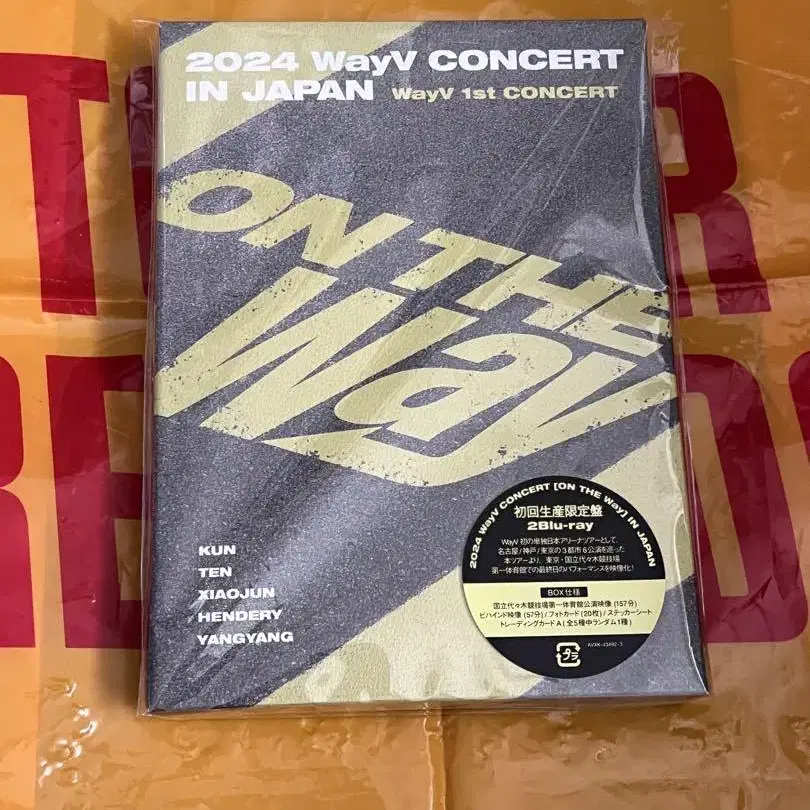 TOWER
RECORDS
2024 WayV CONCERT
IN JAPAN WayV 1st CONCERT
ON THE
Way
KUN
TEN
XIAOJUN
HENDERY
YANGYANG
2024 WayV CONCERT [ON THE Way] IN JAPAN
初回生産限定盤
2Blu-ray
WayV 初の単独日本アリーナツアーとして、
名古屋/神戸/東京の3都市6公演を巡った
本ツアーより、東京・国立代々木競技場
第一体育館での最終日のパフォーマンスを映像化!
BOX仕様
国立代々木競技場第一体育館公演映像 (157分)
ビハインド映像 (57分) / フォトカード (20枚) / ステッカーシート
トレーディングカードA (全5種中ランダム1種)
プラ
AVXK-43492~3